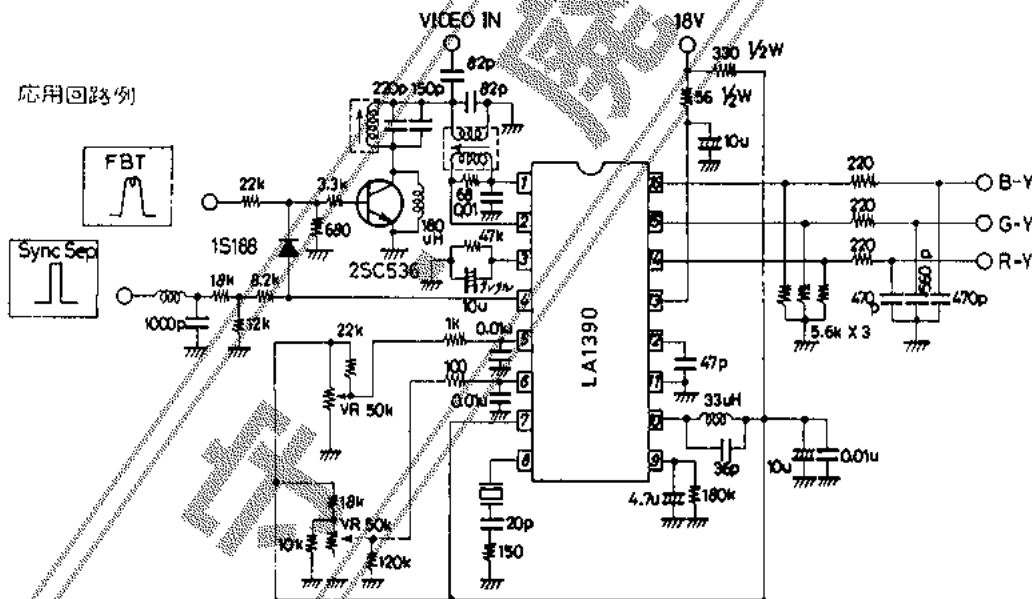 応用回路例
VIDEO IN
18V
82p
330 ½W
220p 150p
82p
56 ½W
10u
FBT
22k
3.3k
680
1S188
2SC536
180
uH
68
0.01
47k
10u
Sync Sep
1.8k
8.2k
1000p
12k
22k
1k
0.01u
100
0.01u
VR 50k
18k
VR 50k
10k
120k
20p
150
1
2
3
4
5
6
7
8
LA1390
16
15
14
13
12
11
10
9
220
B-Y
220
G-Y
220
R-Y
470
p
560 p
470p
5.6k X 3
47p
33uH
36p
4.7u
180k
10u
0.01u